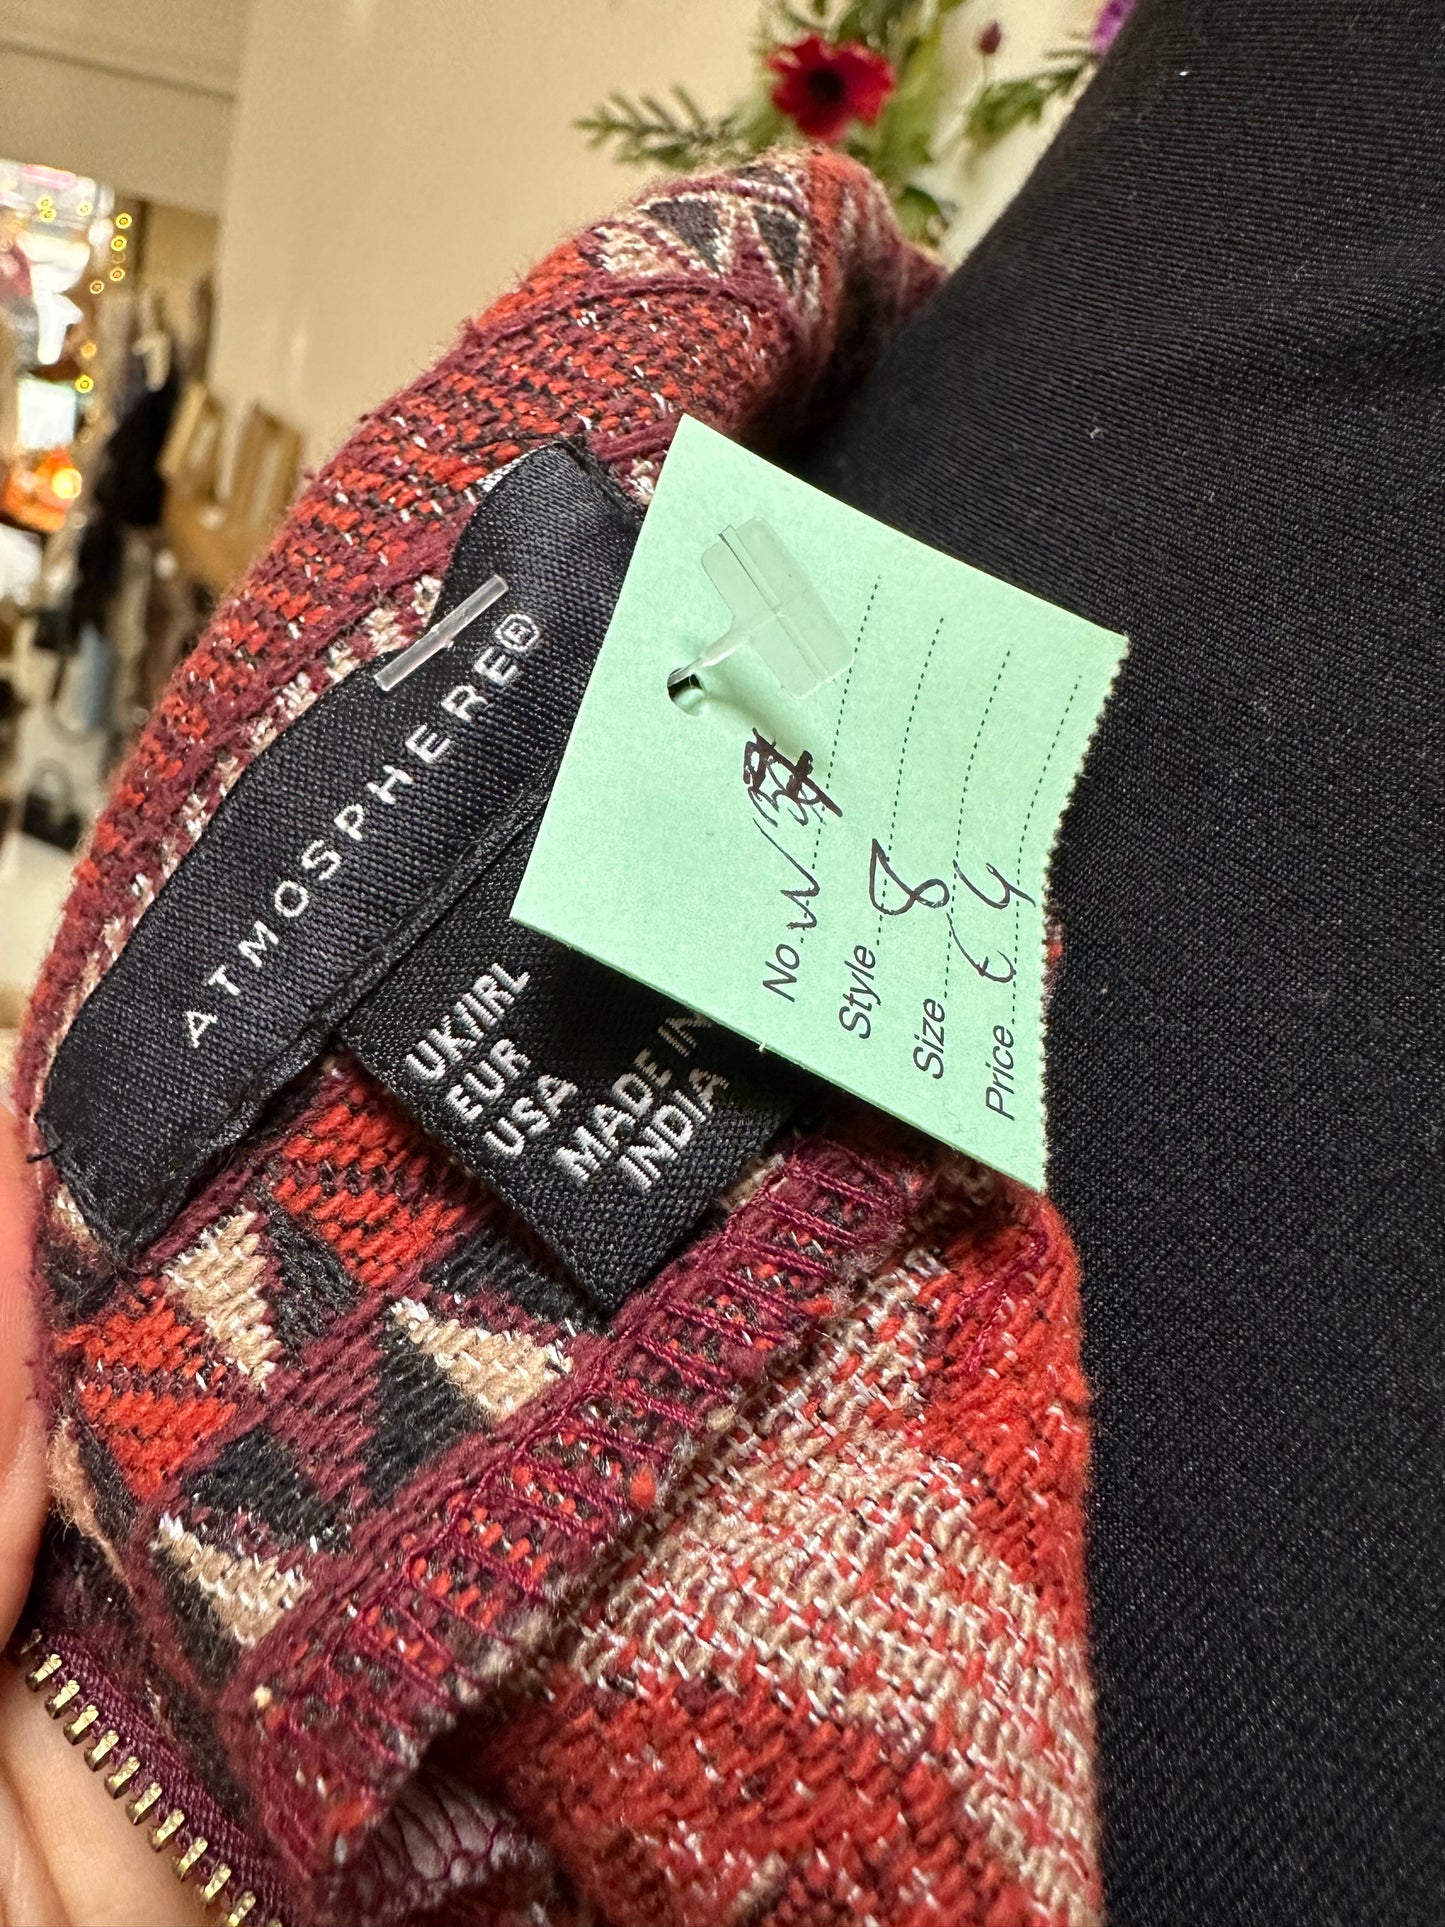 ATMOSPHERE®
UK/IRL
EUR
USA
MADE IN
INDIA
No W
Style 8
Size £4
Price